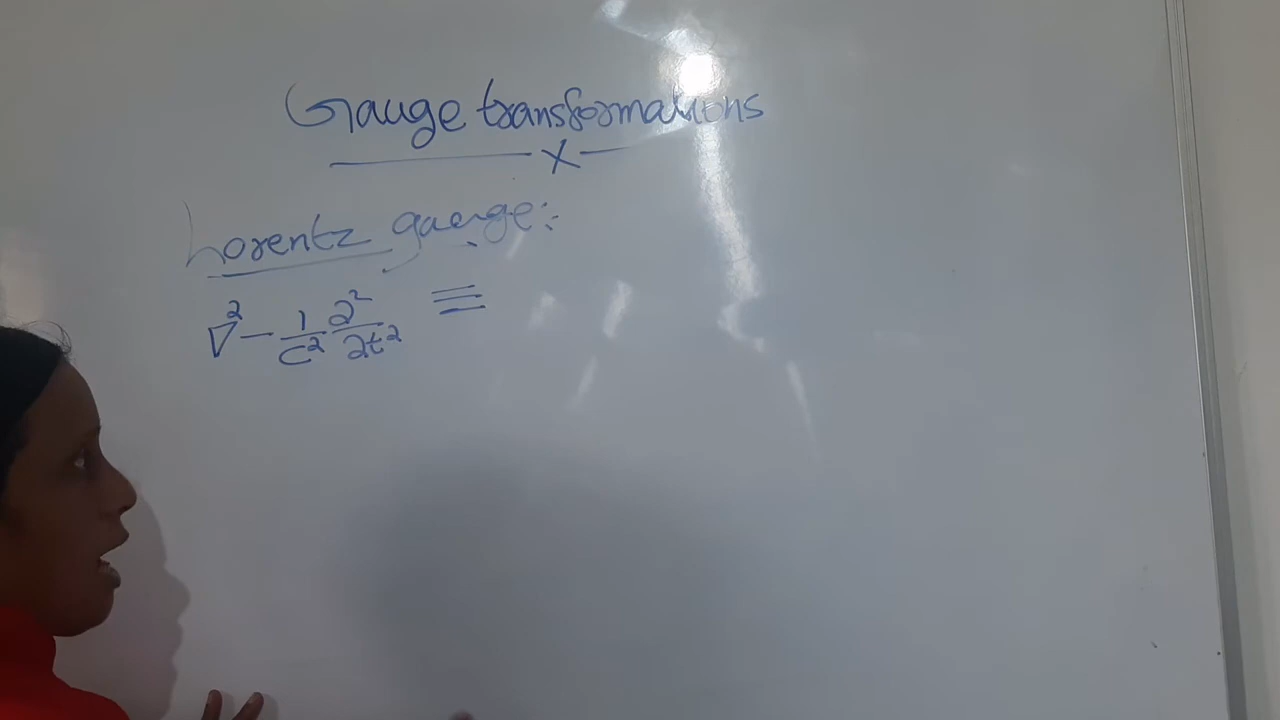 Gauge transformations
x
Lorentz gauge:-
∇² - 1/c² ∂²/∂t² ≡